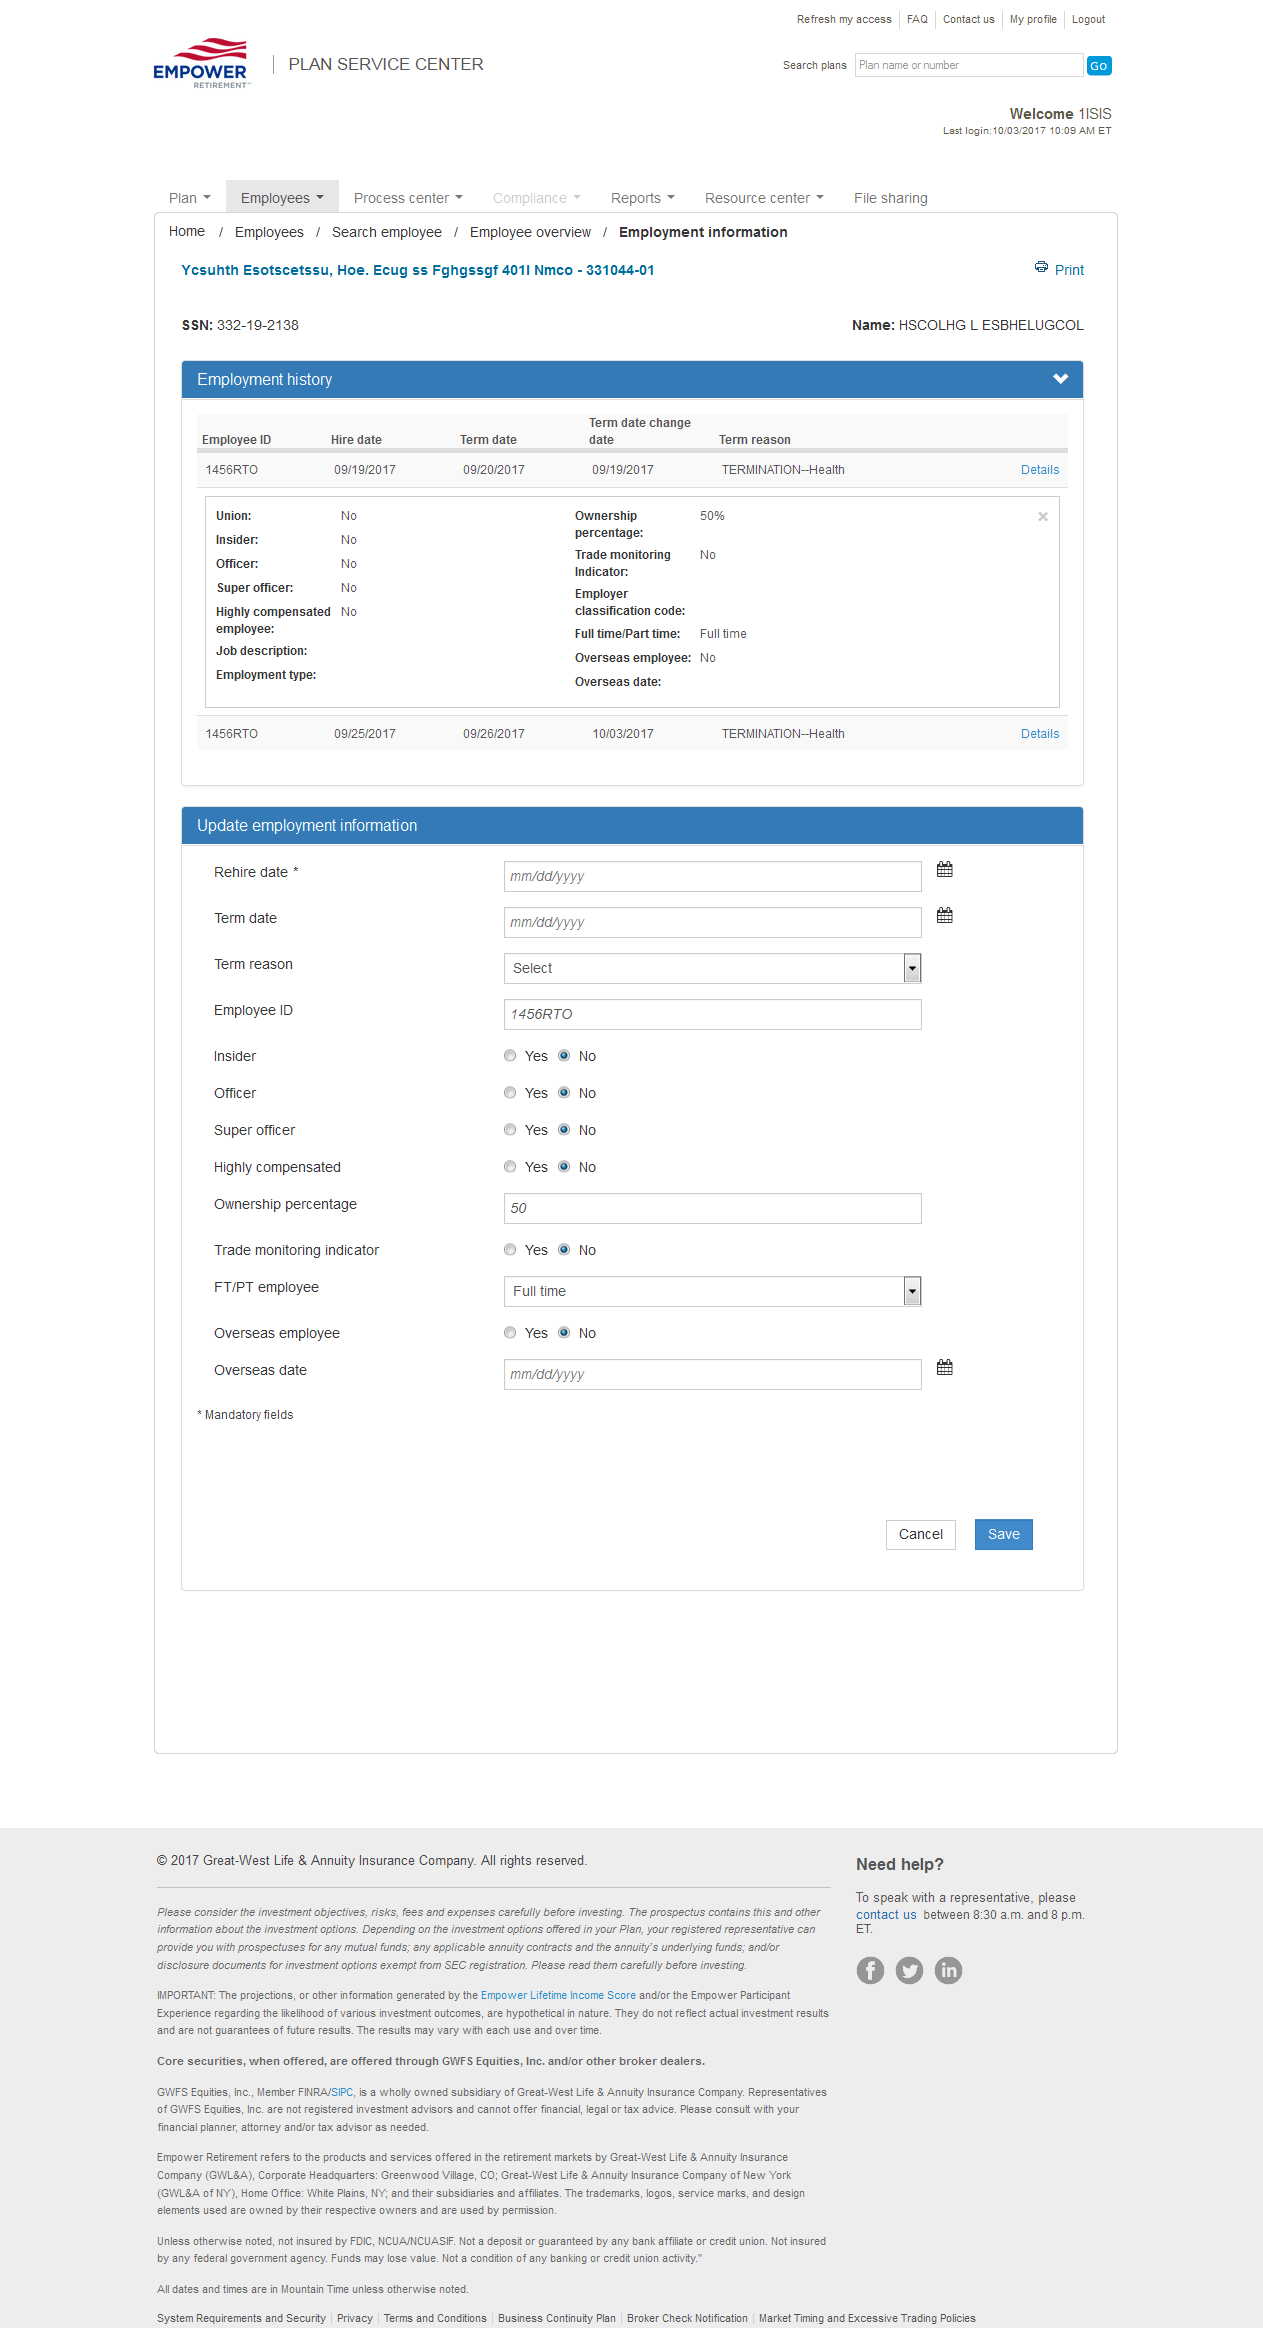 Refresh my access | FAQ | Contact us | My profile | Logout
EMPOWER
RETIREMENT™
PLAN SERVICE CENTER
Search plans Plan name or number Go
Welcome 1ISIS
Last login:10/03/2017 10:09 AM ET
Plan Employees Process center Compliance Reports Resource center File sharing
Home / Employees / Search employee / Employee overview / Employment information
Ycsuhth Esotscetssu, Hoe. Ecug ss Fghgssgf 401l Nmco - 331044-01 Print
SSN: 332-19-2138 Name: HSCOLHG L ESBHELUGCOL
Employment history
Employee ID Hire date Term date Term date change date Term reason
1456RTO 09/19/2017 09/20/2017 09/19/2017 TERMINATION--Health Details
Union: No
Insider: No
Officer: No
Super officer: No
Highly compensated employee: No
Job description:
Employment type:
Ownership percentage: 50%
Trade monitoring Indicator: No
Employer classification code:
Full time/Part time: Full time
Overseas employee: No
Overseas date:
1456RTO 09/25/2017 09/26/2017 10/03/2017 TERMINATION--Health Details
Update employment information
Rehire date * mm/dd/yyyy
Term date mm/dd/yyyy
Term reason Select
Employee ID 1456RTO
Insider Yes No
Officer Yes No
Super officer Yes No
Highly compensated Yes No
Ownership percentage 50
Trade monitoring indicator Yes No
FT/PT employee Full time
Overseas employee Yes No
Overseas date mm/dd/yyyy
* Mandatory fields
Cancel Save
© 2017 Great-West Life & Annuity Insurance Company. All rights reserved.
Please consider the investment objectives, risks, fees and expenses carefully before investing. The prospectus contains this and other
information about the investment options. Depending on the investment options offered in your Plan, your registered representative can
provide you with prospectuses for any mutual funds; any applicable annuity contracts and the annuity's underlying funds; and/or
disclosure documents for investment options exempt from SEC registration. Please read them carefully before investing.
IMPORTANT: The projections, or other information generated by the Empower Lifetime Income Score and/or the Empower Participant
Experience regarding the likelihood of various investment outcomes, are hypothetical in nature. They do not reflect actual investment results
and are not guarantees of future results. The results may vary with each use and over time.
Core securities, when offered, are offered through GWFS Equities, Inc. and/or other broker dealers.
GWFS Equities, Inc., Member FINRA/SIPC, is a wholly owned subsidiary of Great-West Life & Annuity Insurance Company. Representatives
of GWFS Equities, Inc. are not registered investment advisors and cannot offer financial, legal or tax advice. Please consult with your
financial planner, attorney and/or tax advisor as needed.
Empower Retirement refers to the products and services offered in the retirement markets by Great-West Life & Annuity Insurance
Company (GWL&A), Corporate Headquarters: Greenwood Village, CO; Great-West Life & Annuity Insurance Company of New York
(GWL&A of NY), Home Office: White Plains, NY; and their subsidiaries and affiliates. The trademarks, logos, service marks, and design
elements used are owned by their respective owners and are used by permission.
Unless otherwise noted, not insured by FDIC, NCUA/NCUASIF. Not a deposit or guaranteed by any bank affiliate or credit union. Not insured
by any federal government agency. Funds may lose value. Not a condition of any banking or credit union activity."
All dates and times are in Mountain Time unless otherwise noted.
System Requirements and Security | Privacy | Terms and Conditions | Business Continuity Plan | Broker Check Notification | Market Timing and Excessive Trading Policies
Need help?
To speak with a representative, please
contact us between 8:30 a.m. and 8 p.m.
ET.